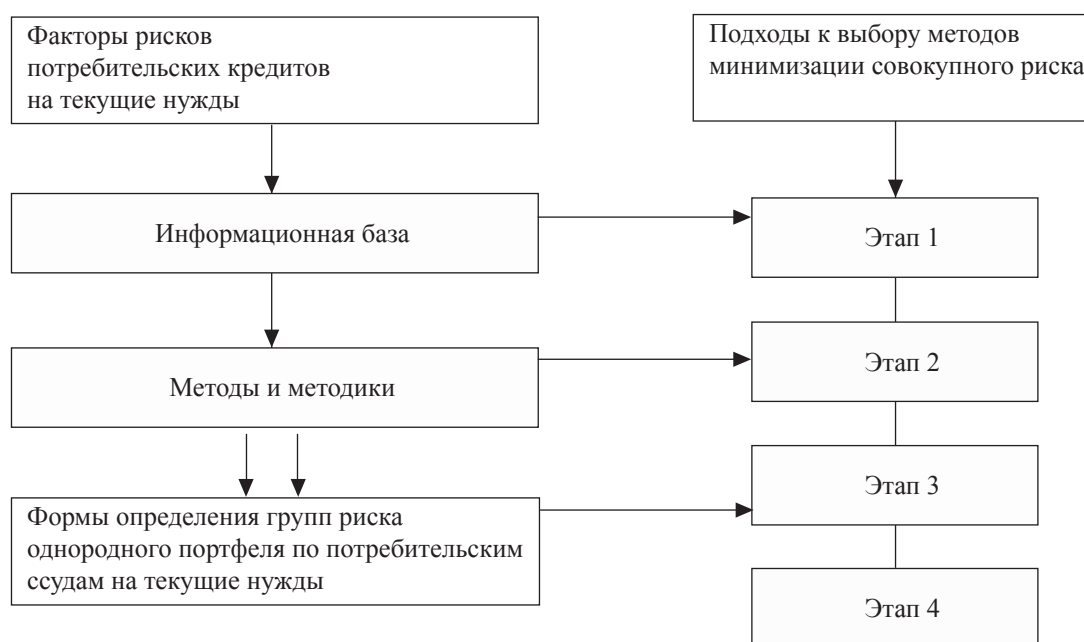 Факторы рисков
потребительских кредитов
на текущие нужды
Подходы к выбору методов
минимизации совокупного риска
Информационная база
Этап 1
Методы и методики
Этап 2
Формы определения групп риска
однородного портфеля по потребительским
ссудам на текущие нужды
Этап 3
Этап 4